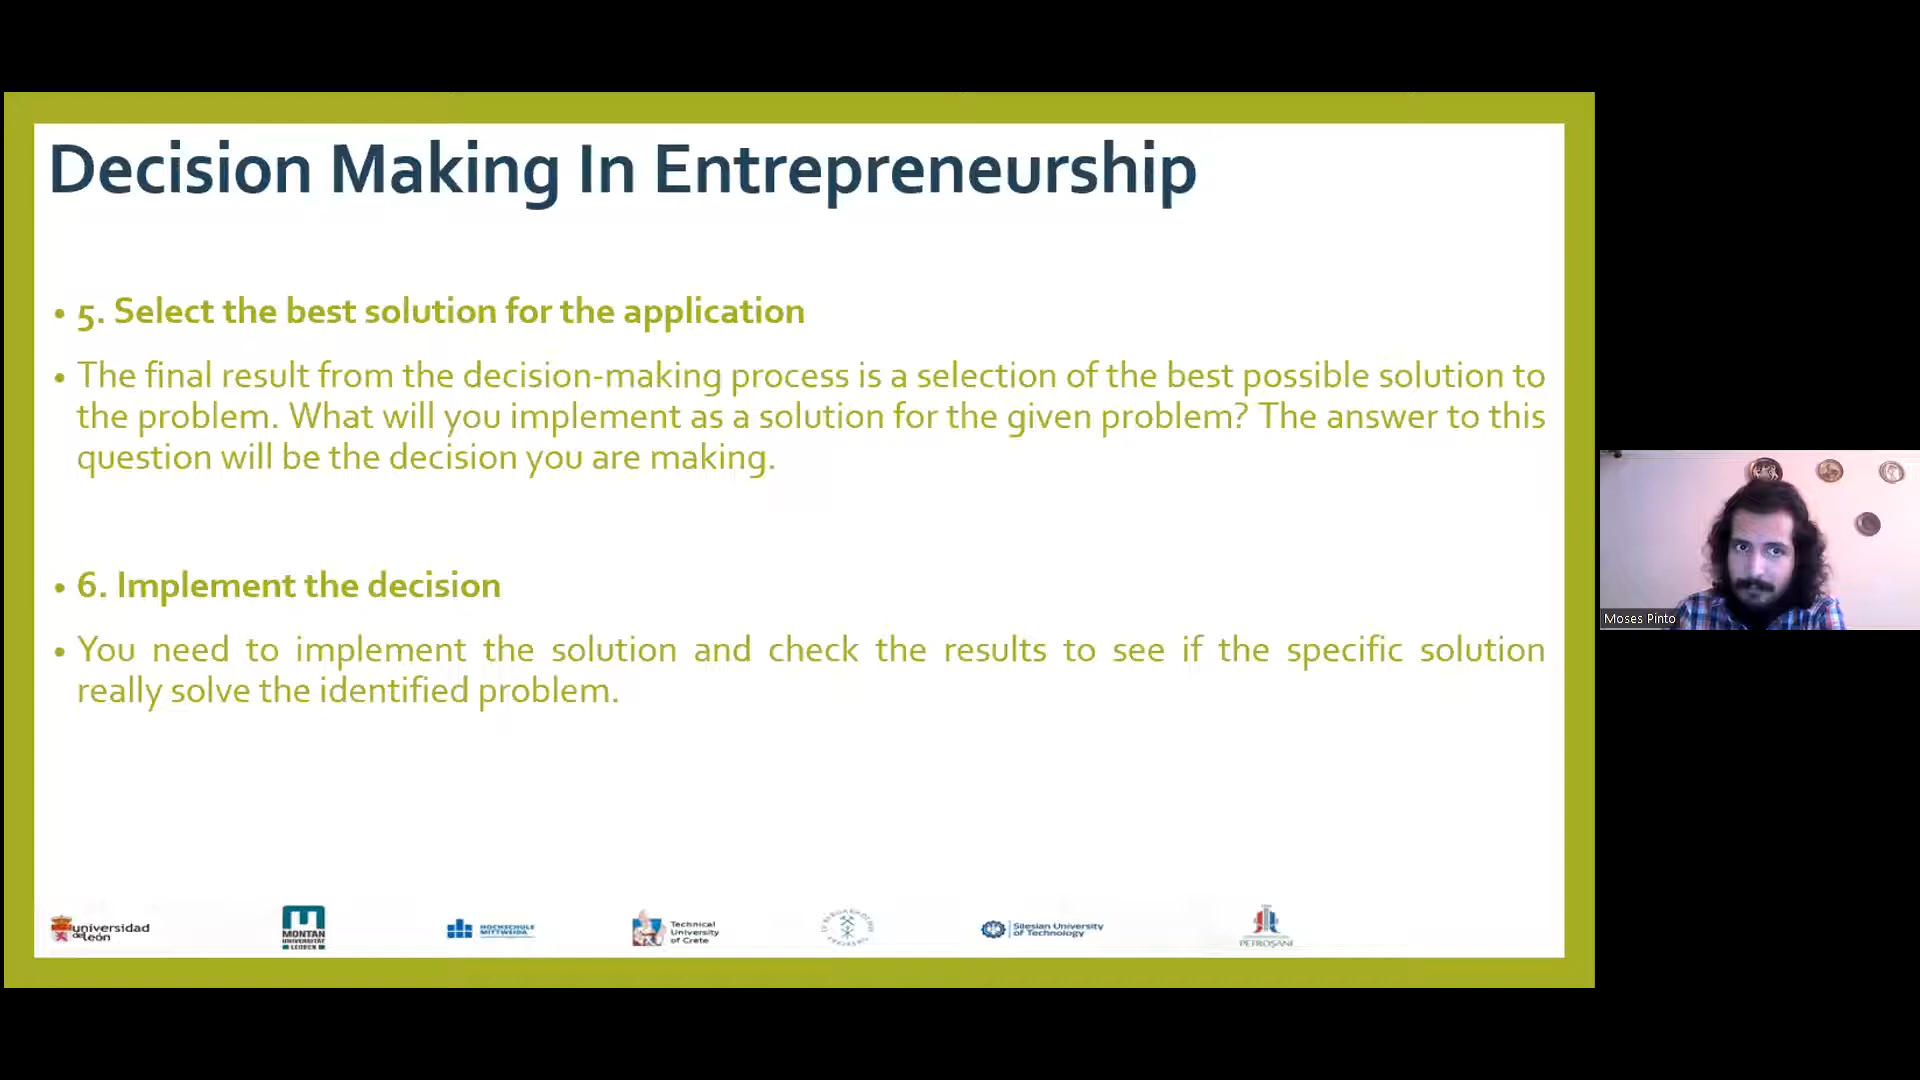 Decision Making In Entrepreneurship
• 5. Select the best solution for the application
• The final result from the decision-making process is a selection of the best possible solution to
the problem. What will you implement as a solution for the given problem? The answer to this
question will be the decision you are making.
• 6. Implement the decision
• You need to implement the solution and check the results to see if the specific solution
really solve the identified problem.
Moses Pinto
universidad
de león
MONTAN
UNIVERSITÄT
LEOBEN
HOCHSCHULE
MITTWEIDA
Technical
University
of Crete
Silesian University
of Technology
PETROȘANI